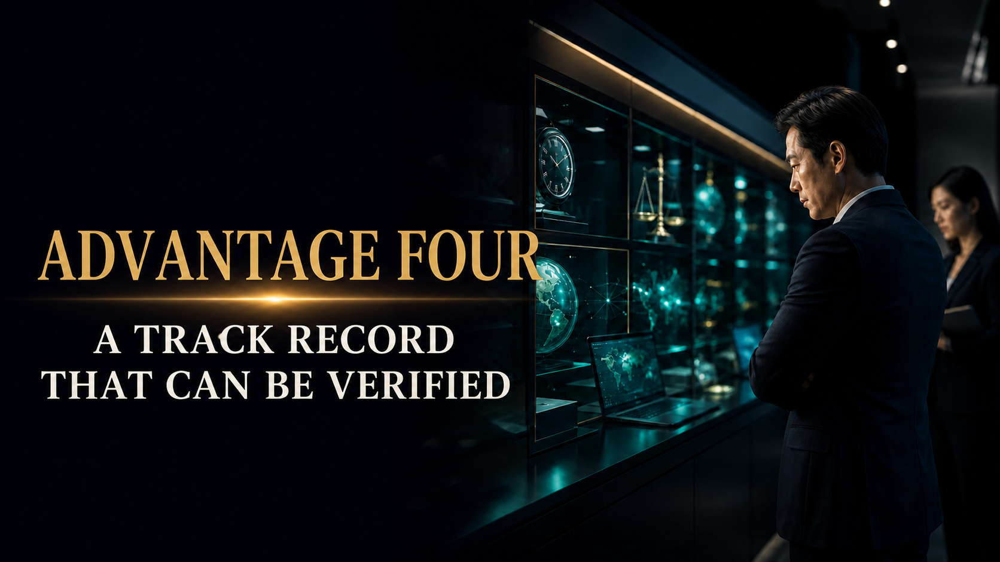 ADVANTAGE FOUR
A TRACK RECORD
THAT CAN BE VERIFIED